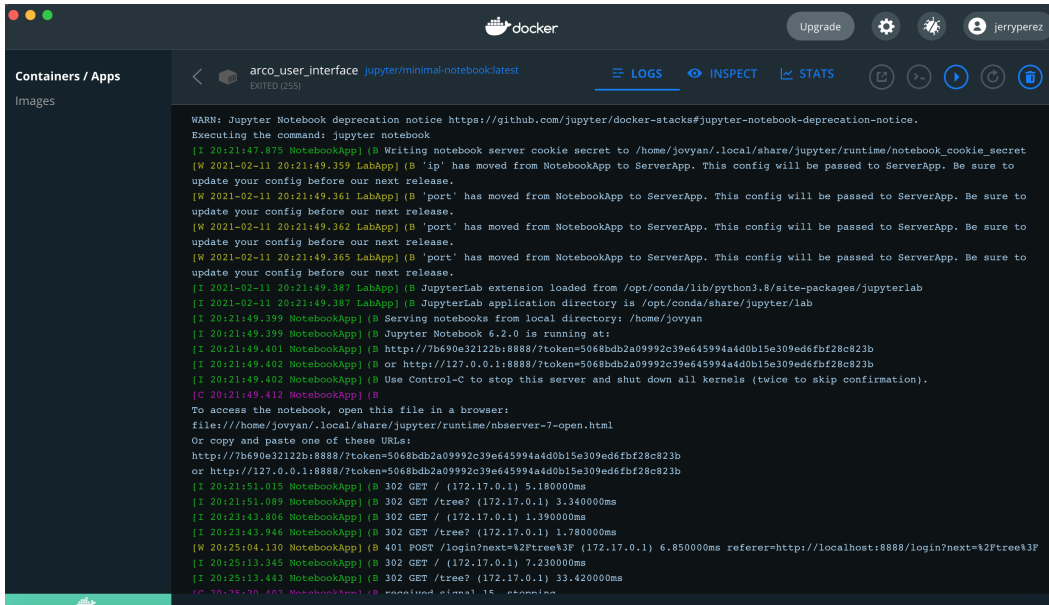 docker
Upgrade
jerryperez
Containers / Apps
Images
arco_user_interface jupyter/minimal-notebook:latest
EXITED (255)
LOGS
INSPECT
STATS
WARN: Jupyter Notebook deprecation notice https://github.com/jupyter/docker-stacks#jupyter-notebook-deprecation-notice.
Executing the command: jupyter notebook
[I 20:21:47.875 NotebookApp] (B Writing notebook server cookie secret to /home/jovyan/.local/share/jupyter/runtime/notebook_cookie_secret
[W 2021-02-11 20:21:49.359 LabApp] (B 'ip' has moved from NotebookApp to ServerApp. This config will be passed to ServerApp. Be sure to
update your config before our next release.
[W 2021-02-11 20:21:49.361 LabApp] (B 'port' has moved from NotebookApp to ServerApp. This config will be passed to ServerApp. Be sure to
update your config before our next release.
[W 2021-02-11 20:21:49.362 LabApp] (B 'port' has moved from NotebookApp to ServerApp. This config will be passed to ServerApp. Be sure to
update your config before our next release.
[W 2021-02-11 20:21:49.365 LabApp] (B 'port' has moved from NotebookApp to ServerApp. This config will be passed to ServerApp. Be sure to
update your config before our next release.
[I 2021-02-11 20:21:49.387 LabApp] (B JupyterLab extension loaded from /opt/conda/lib/python3.8/site-packages/jupyterlab
[I 2021-02-11 20:21:49.387 LabApp] (B JupyterLab application directory is /opt/conda/share/jupyter/lab
[I 20:21:49.399 NotebookApp] (B Serving notebooks from local directory: /home/jovyan
[I 20:21:49.399 NotebookApp] (B Jupyter Notebook 6.2.0 is running at:
[I 20:21:49.401 NotebookApp] (B http://7b690e32122b:8888/?token=5068bdb2a09992c39e645994a4d0b15e309ed6fbf28c823b
[I 20:21:49.402 NotebookApp] (B or http://127.0.0.1:8888/?token=5068bdb2a09992c39e645994a4d0b15e309ed6fbf28c823b
[I 20:21:49.402 NotebookApp] (B Use Control-C to stop this server and shut down all kernels (twice to skip confirmation).
[C 20:21:49.412 NotebookApp] (B
To access the notebook, open this file in a browser:
file:///home/jovyan/.local/share/jupyter/runtime/nbserver-7-open.html
Or copy and paste one of these URLs:
http://7b690e32122b:8888/?token=5068bdb2a09992c39e645994a4d0b15e309ed6fbf28c823b
or http://127.0.0.1:8888/?token=5068bdb2a09992c39e645994a4d0b15e309ed6fbf28c823b
[I 20:21:51.015 NotebookApp] (B 302 GET / (172.17.0.1) 5.180000ms
[I 20:21:51.089 NotebookApp] (B 302 GET /tree? (172.17.0.1) 3.340000ms
[I 20:23:43.806 NotebookApp] (B 302 GET / (172.17.0.1) 1.390000ms
[I 20:23:43.946 NotebookApp] (B 302 GET /tree? (172.17.0.1) 1.780000ms
[W 20:25:04.130 NotebookApp] (B 401 POST /login?next=%2Ftree%3F (172.17.0.1) 6.850000ms referer=http://localhost:8888/login?next=%2Ftree%3F
[I 20:25:13.345 NotebookApp] (B 302 GET / (172.17.0.1) 7.230000ms
[I 20:25:13.443 NotebookApp] (B 302 GET /tree? (172.17.0.1) 33.420000ms
[C 20:25:20.402 NotebookApp] (B received signal 15, stopping